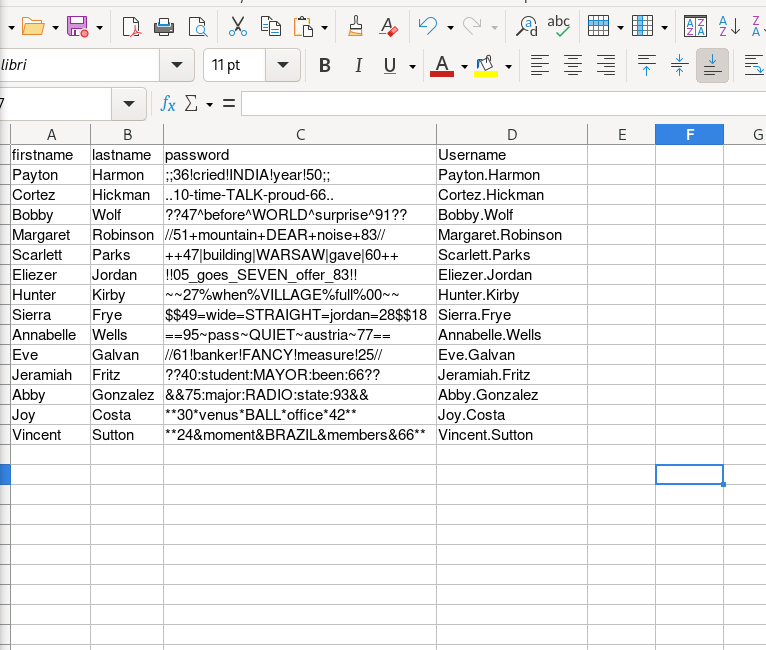 abc
libri 11 pt B I U A
7 fx Σ =
A B C D E F G
firstname lastname password Username
Payton Harmon ;;36!cried!INDIA!year!50;; Payton.Harmon
Cortez Hickman ..10-time-TALK-proud-66.. Cortez.Hickman
Bobby Wolf ??47^before^WORLD^surprise^91?? Bobby.Wolf
Margaret Robinson //51+mountain+DEAR+noise+83// Margaret.Robinson
Scarlett Parks ++47|building|WARSAW|gave|60++ Scarlett.Parks
Eliezer Jordan !!05_goes_SEVEN_offer_83!! Eliezer.Jordan
Hunter Kirby ~~27%when%VILLAGE%full%00~~ Hunter.Kirby
Sierra Frye $$49=wide=STRAIGHT=jordan=28$$18 Sierra.Frye
Annabelle Wells ==95~pass~QUIET~austria~77== Annabelle.Wells
Eve Galvan //61!banker!FANCY!measure!25// Eve.Galvan
Jeramiah Fritz ??40:student:MAYOR:been:66?? Jeramiah.Fritz
Abby Gonzalez &&75:major:RADIO:state:93&& Abby.Gonzalez
Joy Costa **30*venus*BALL*office*42** Joy.Costa
Vincent Sutton **24&moment&BRAZIL&members&66** Vincent.Sutton